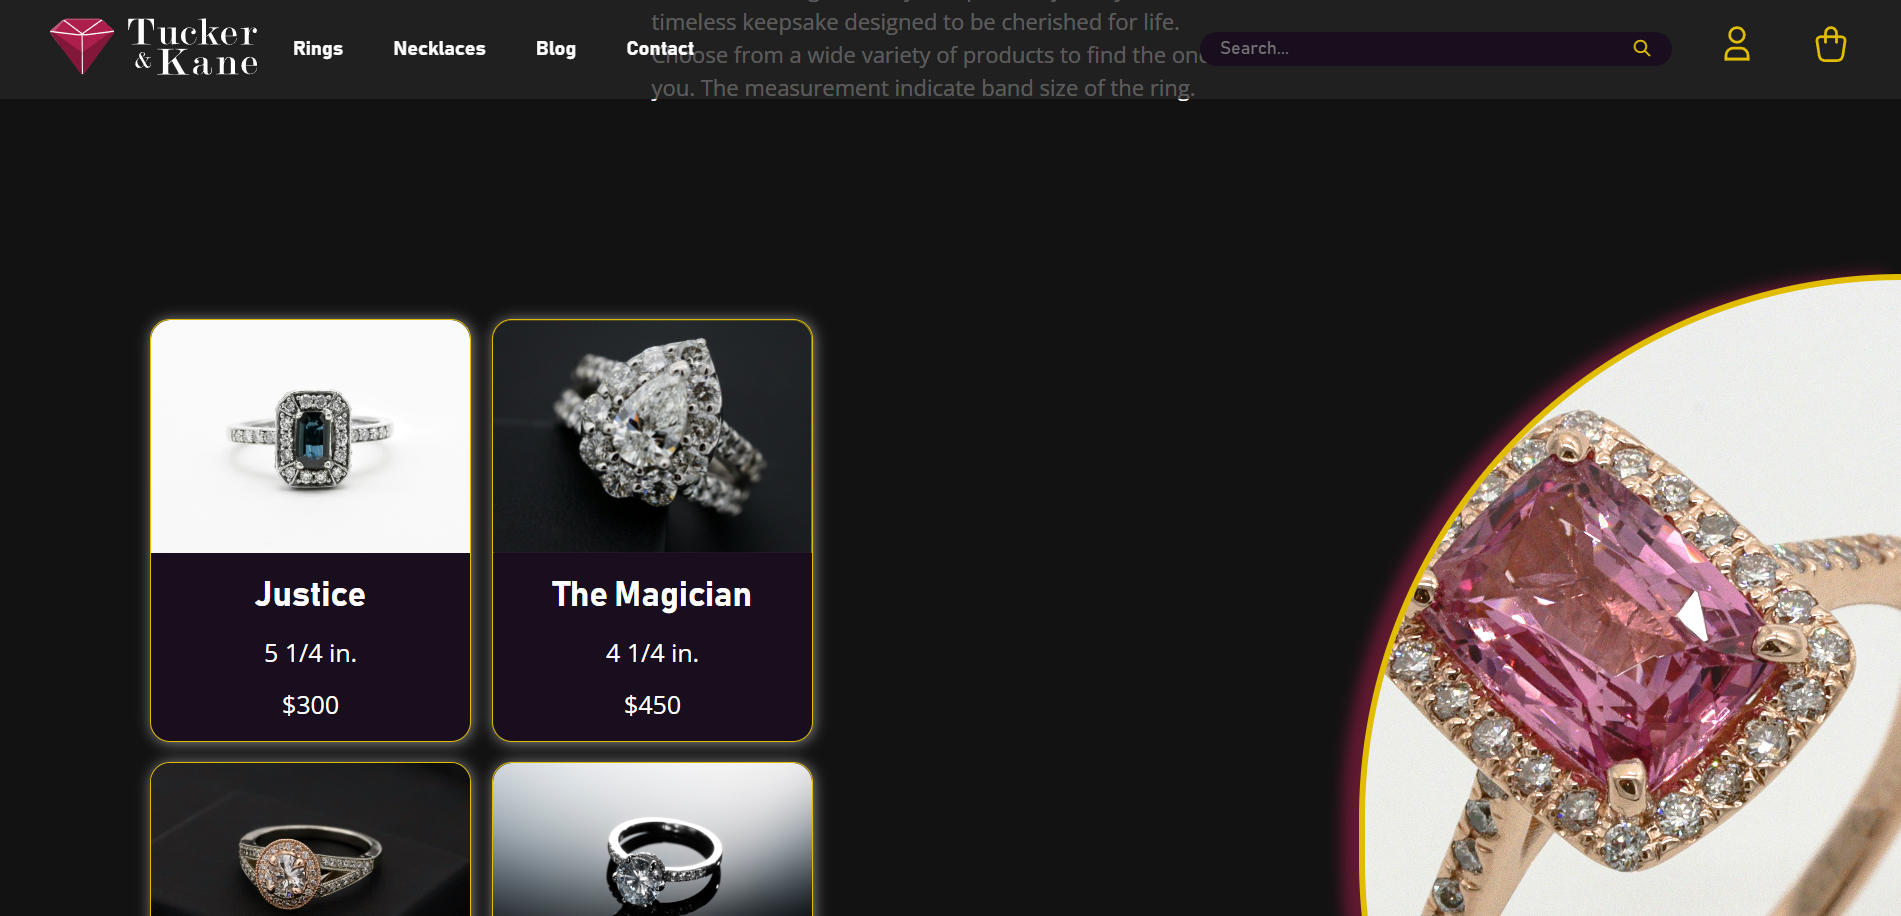 Tucker
& Kane
Rings
Necklaces
Blog
Contact
Search...
timeless keepsake designed to be cherished for life.
Choose from a wide variety of products to find the one
you. The measurement indicate band size of the ring.
Justice
5 1/4 in.
$300
The Magician
4 1/4 in.
$450